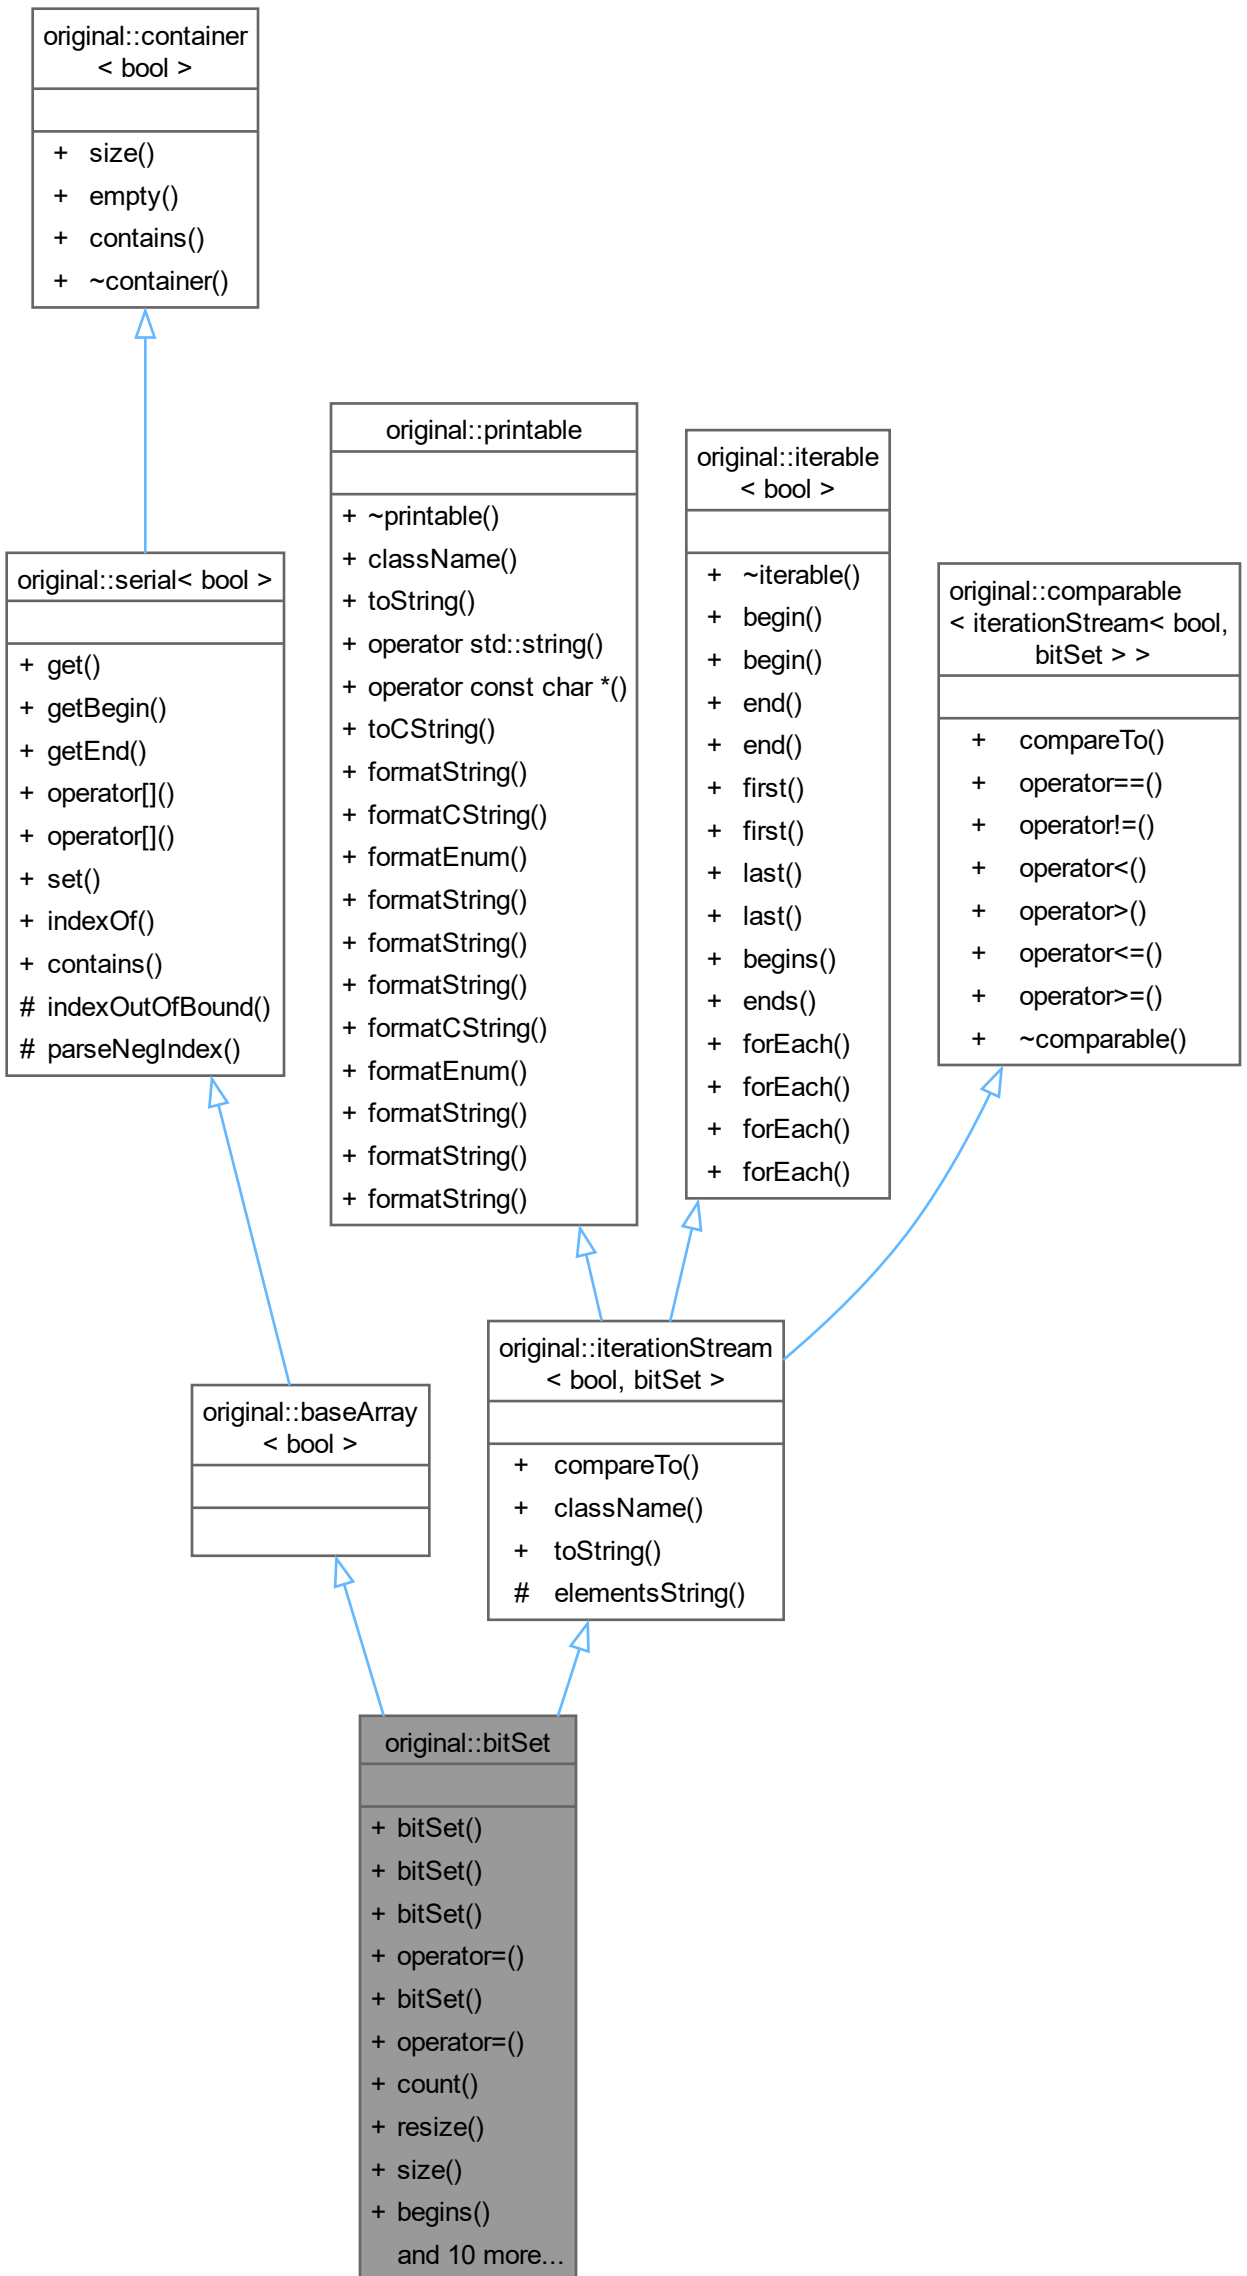 original::container
< bool >
+ size()
+ empty()
+ contains()
+ ~container()
original::serial< bool >
+ get()
+ getBegin()
+ getEnd()
+ operator[]()
+ operator[]()
+ set()
+ indexOf()
+ contains()
# indexOutOfBound()
# parseNegIndex()
original::printable
+ ~printable()
+ className()
+ toString()
+ operator std::string()
+ operator const char *()
+ toCString()
+ formatString()
+ formatCString()
+ formatEnum()
+ formatString()
+ formatString()
+ formatString()
+ formatCString()
+ formatEnum()
+ formatString()
+ formatString()
+ formatString()
original::iterable
< bool >
+ ~iterable()
+ begin()
+ begin()
+ end()
+ end()
+ first()
+ first()
+ last()
+ last()
+ begins()
+ ends()
+ forEach()
+ forEach()
+ forEach()
+ forEach()
original::comparable
< iterationStream< bool,
bitSet > >
+ compareTo()
+ operator==()
+ operator!=()
+ operator<()
+ operator>()
+ operator<=()
+ operator>=()
+ ~comparable()
original::baseArray
< bool >
original::iterationStream
< bool, bitSet >
+ compareTo()
+ className()
+ toString()
# elementsString()
original::bitSet
+ bitSet()
+ bitSet()
+ bitSet()
+ operator=()
+ bitSet()
+ operator=()
+ count()
+ resize()
+ size()
+ begins()
and 10 more...